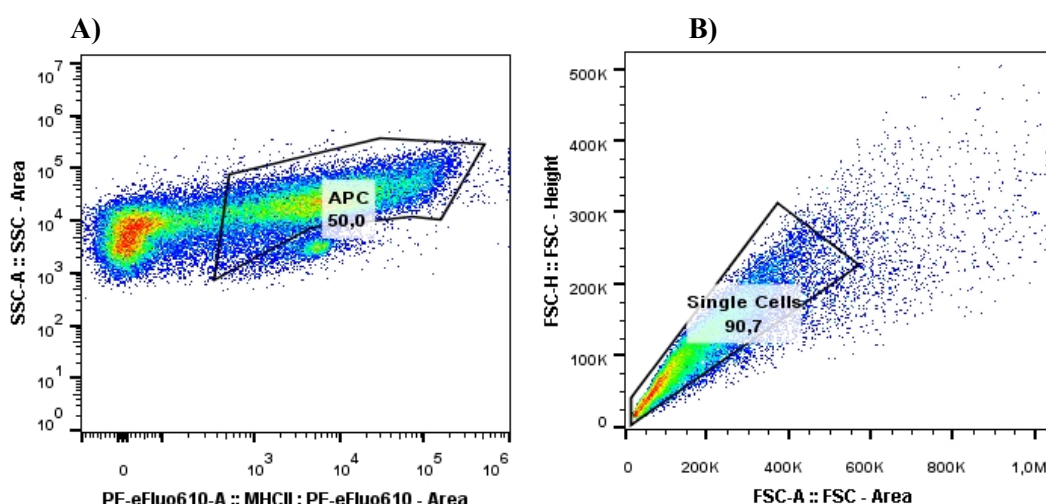 A)
B)
10^7
10^6
10^5
10^4
10^3
10^2
10^1
10^0
SSC-A :: SSC - Area
APC
50,0
0
10^3
10^4
10^5
10^6
PE-eFluo610-A :: MHCII : PE-eFluo610 - Area
500K
400K
300K
200K
100K
0
FSC-H :: FSC - Height
Single Cells
90,7
0
200K
400K
600K
800K
1,0M
FSC-A :: FSC - Area